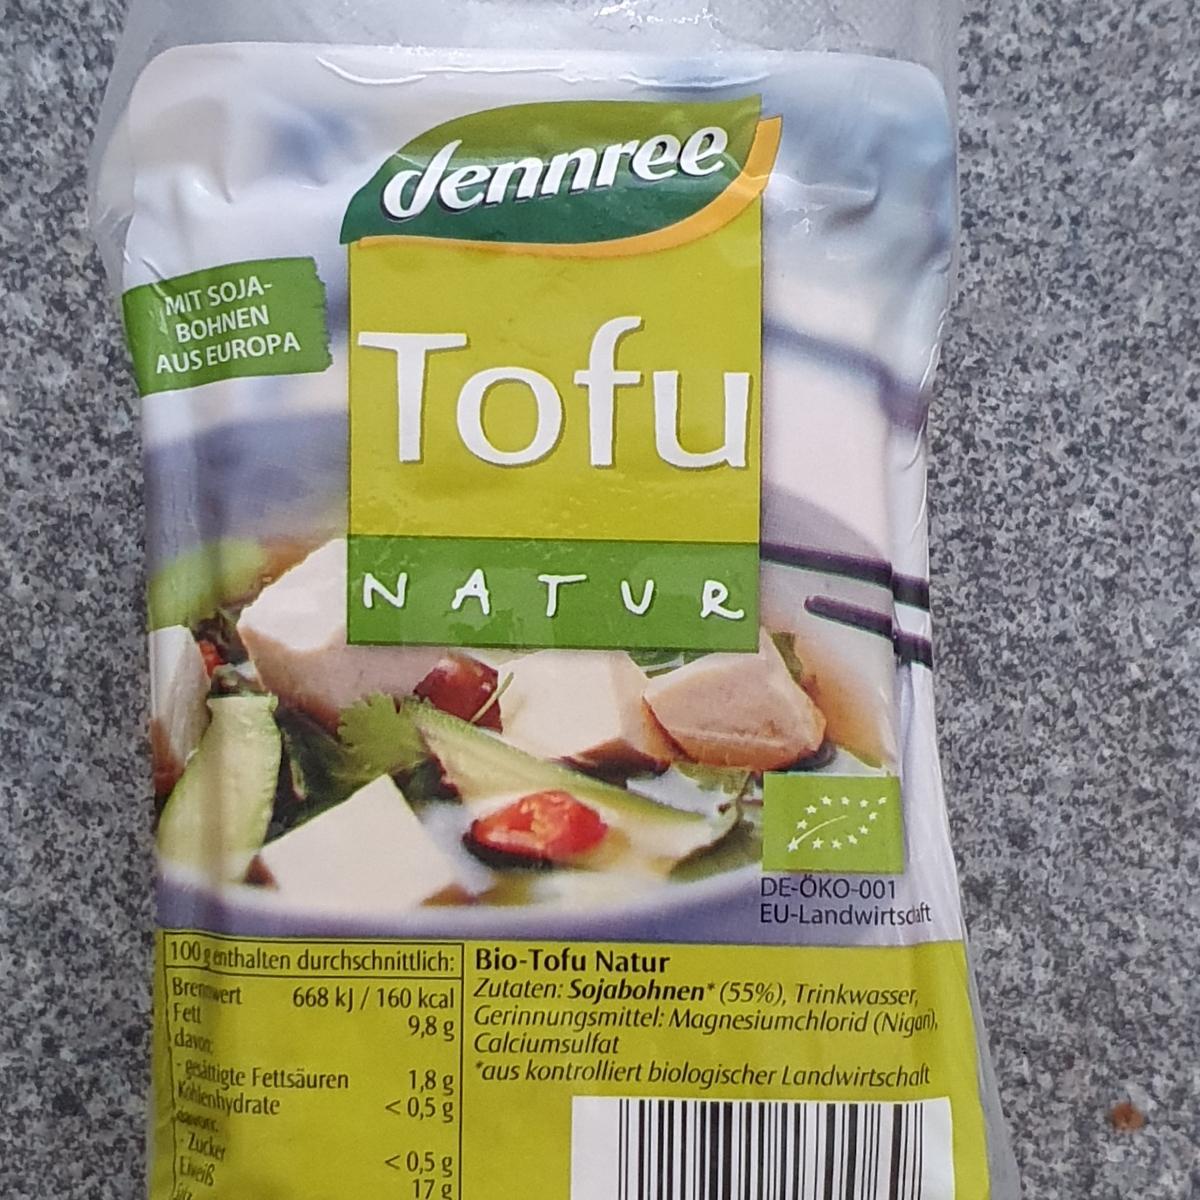 dennree
MIT SOJA-
BOHNEN
AUS EUROPA
Tofu
NATUR
DE-ÖKO-001
EU-Landwirtschaft
100 g enthalten durchschnittlich:
Brennwert 668 kJ / 160 kcal
Fett 9,8 g
davon:
- gesättigte Fettsäuren 1,8 g
Kohlenhydrate < 0,5 g
davon:
- Zucker < 0,5 g
Eiweiß 17 g
Bio-Tofu Natur
Zutaten: Sojabohnen* (55%), Trinkwasser,
Gerinnungsmittel: Magnesiumchlorid (Nigari),
Calciumsulfat
*aus kontrolliert biologischer Landwirtschaft